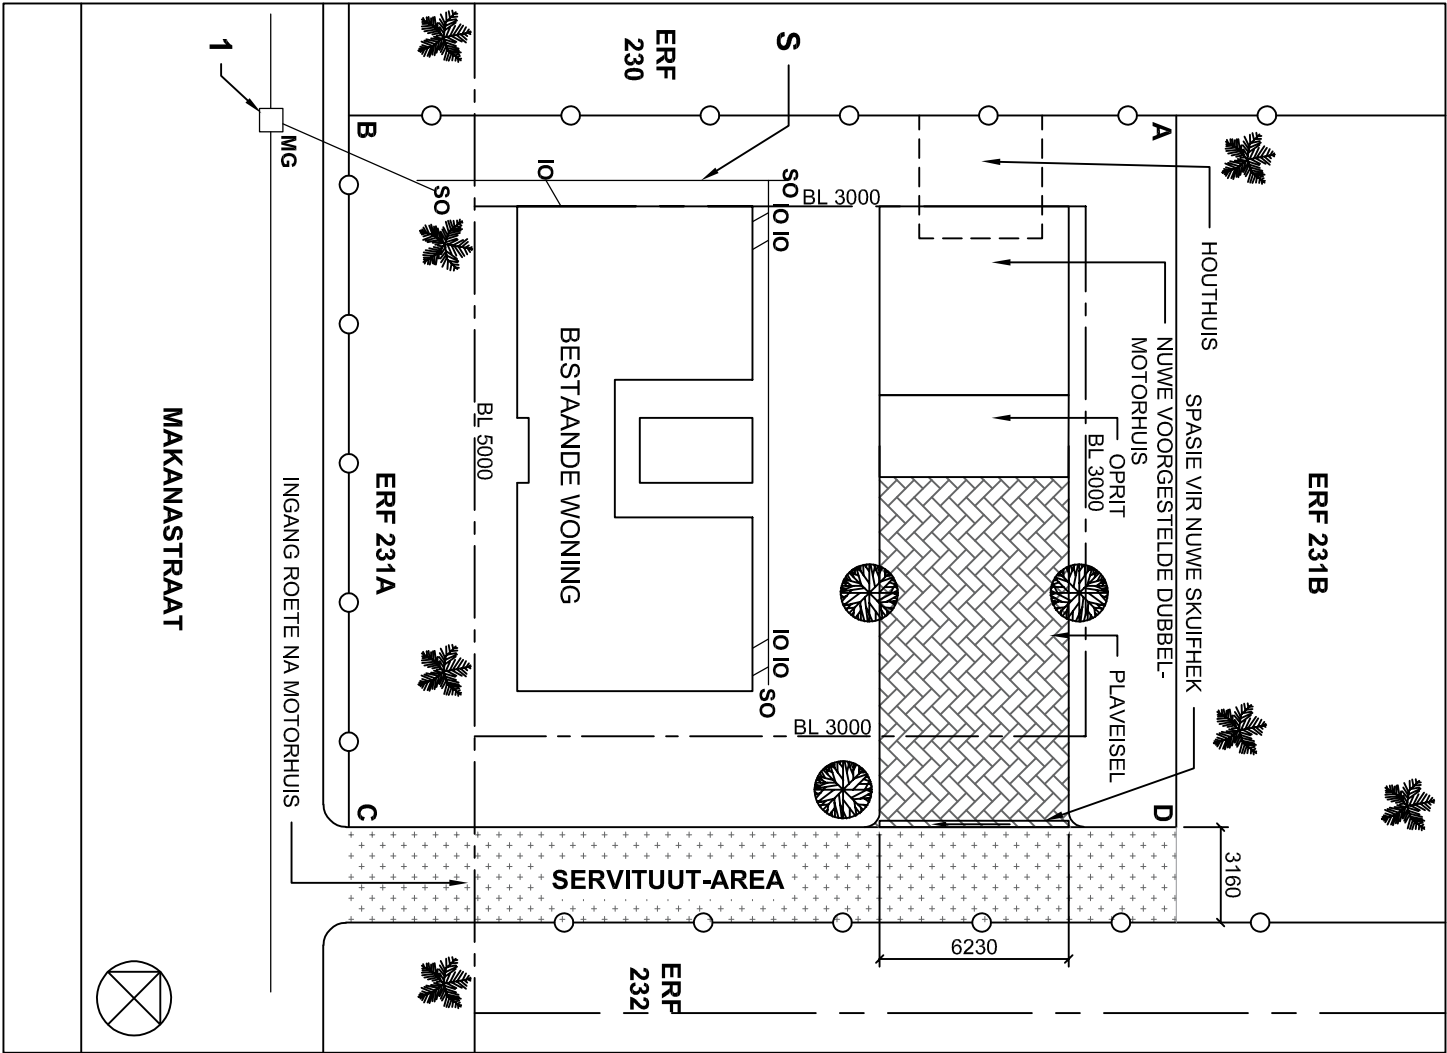 1
S
ERF
230
B
A
MG
SO
IO
SO
IO IO
BL 3000
HOUTHUIS
NUWE VOORGESTELDE DUBBEL-
MOTORHUIS
SPASIE VIR NUWE SKUIFHEK
OPRIT
BL 3000
BESTAANDE WONING
BL 5000
ERF 231A
ERF 231B
MAKANASTRAAT
INGANG ROETE NA MOTORHUIS
IO IO
SO
BL 3000
PLAVEISEL
C
D
SERVITUUT-AREA
3160
6230
ERF
232